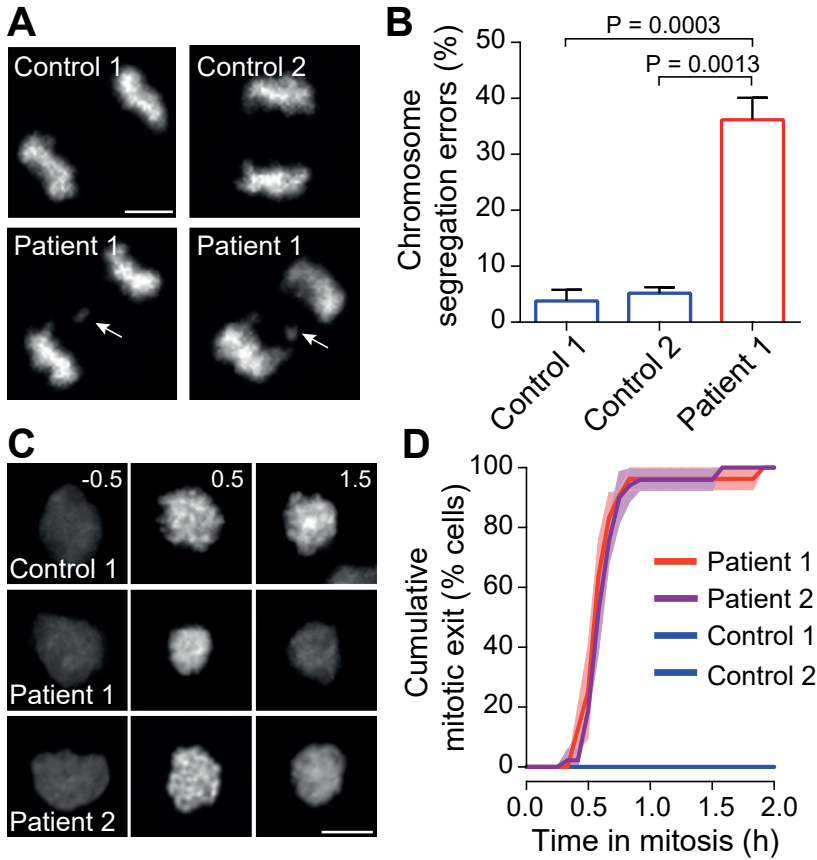 A
Control 1
Control 2
Patient 1
Patient 1
B
P = 0.0003
P = 0.0013
Chromosome
segregation errors (%)
50
40
30
20
10
0
Control 1
Control 2
Patient 1
C
-0.5
0.5
1.5
Control 1
Patient 1
Patient 2
D
Cumulative
mitotic exit (% cells)
100
80
60
40
20
0
Patient 1
Patient 2
Control 1
Control 2
0.0
0.5
1.0
1.5
2.0
Time in mitosis (h)